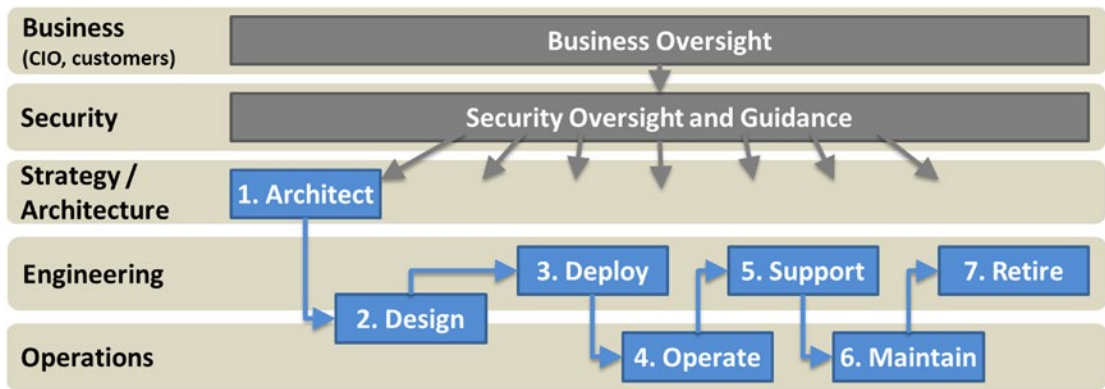 Business
(CIO, customers)
Business Oversight
Security
Security Oversight and Guidance
Strategy /
Architecture
1. Architect
Engineering
3. Deploy
5. Support
7. Retire
2. Design
Operations
4. Operate
6. Maintain